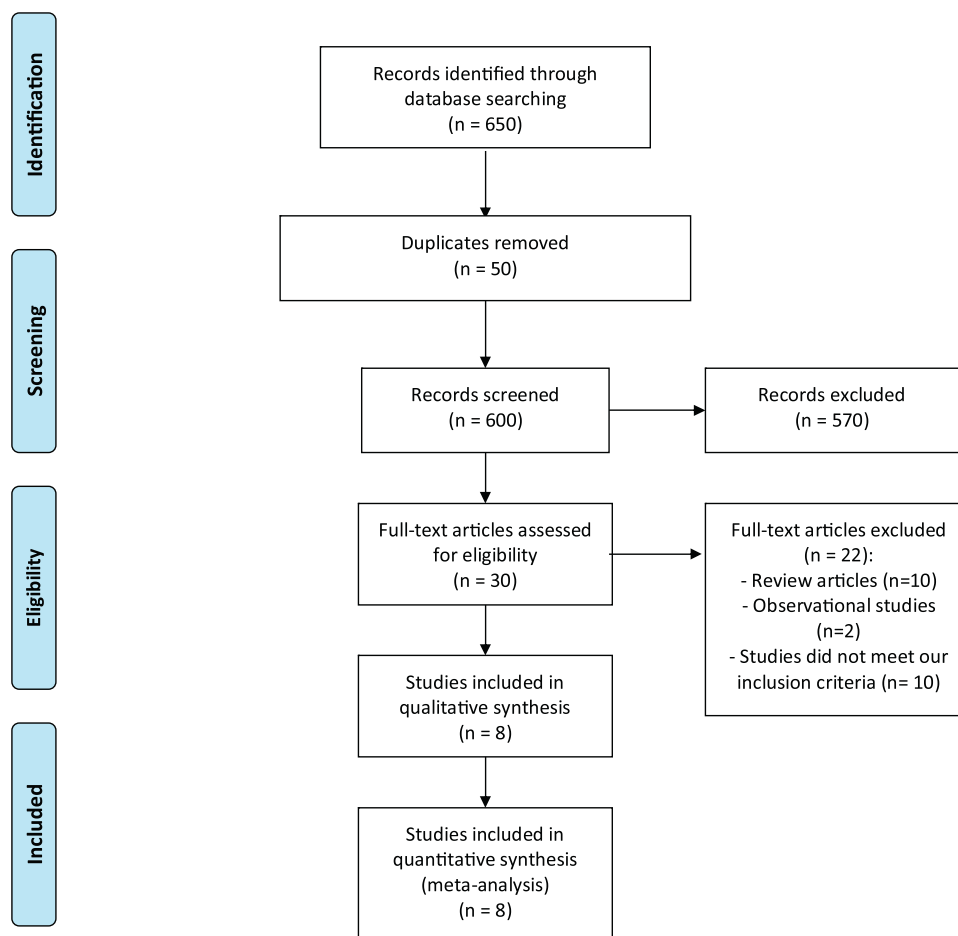 Identification
Records identified through
database searching
(n = 650)
Duplicates removed
(n = 50)
Screening
Records screened
(n = 600)
Records excluded
(n = 570)
Eligibility
Full-text articles assessed
for eligibility
(n = 30)
Full-text articles excluded
(n = 22):
- Review articles (n=10)
- Observational studies
(n=2)
- Studies did not meet our
inclusion criteria (n= 10)
Studies included in
qualitative synthesis
(n = 8)
Included
Studies included in
quantitative synthesis
(meta-analysis)
(n = 8)